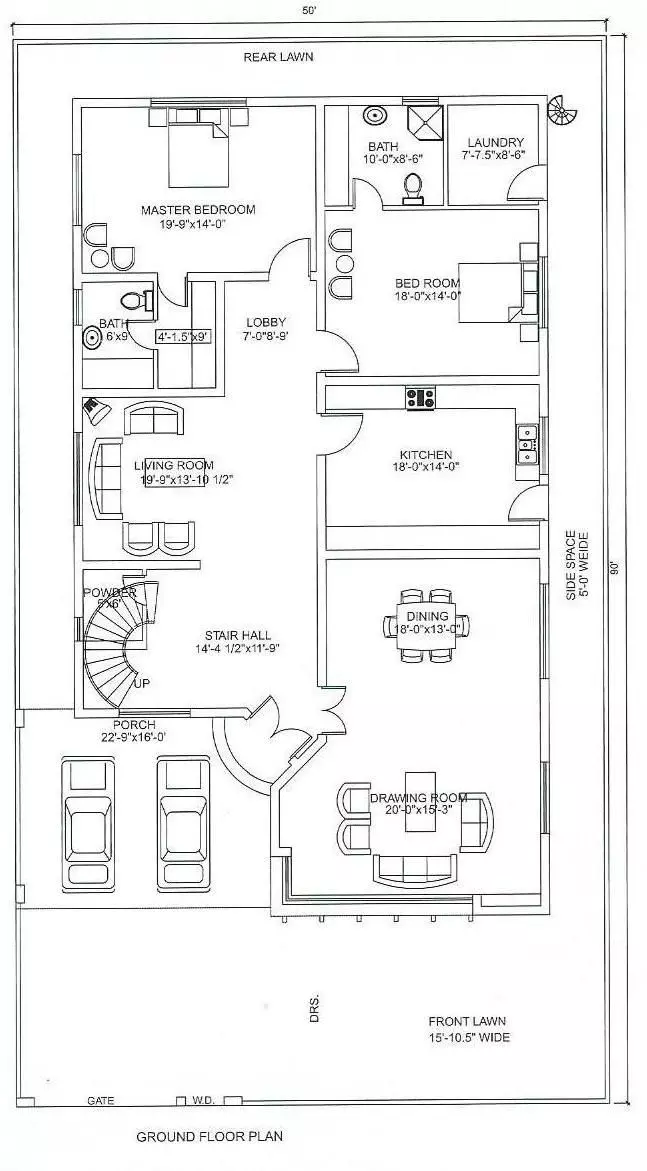 50'
REAR LAWN
BATH
10'-0"x8'-6"
LAUNDRY
7'-7.5"x8'-6"
MASTER BEDROOM
19'-9"x14'-0"
BED ROOM
18'-0"x14'-0"
BATH
6'x9'
4'-1.5"x9'
LOBBY
7'-0"8'-9'
LIVING ROOM
19'-9"x13'-10 1/2"
KITCHEN
18'-0"x14'-0"
SIDE SPACE
5'-0' WEIDE
90'
POWDER
5'x6'
DINING
18'-0"x13'-0"
STAIR HALL
14'-4 1/2"x11'-9"
UP
PORCH
22'-9"x16'-0'
DRAWING ROOM
20'-0"x15'-3"
DRS.
FRONT LAWN
15'-10.5" WIDE
GATE
W.D.
GROUND FLOOR PLAN